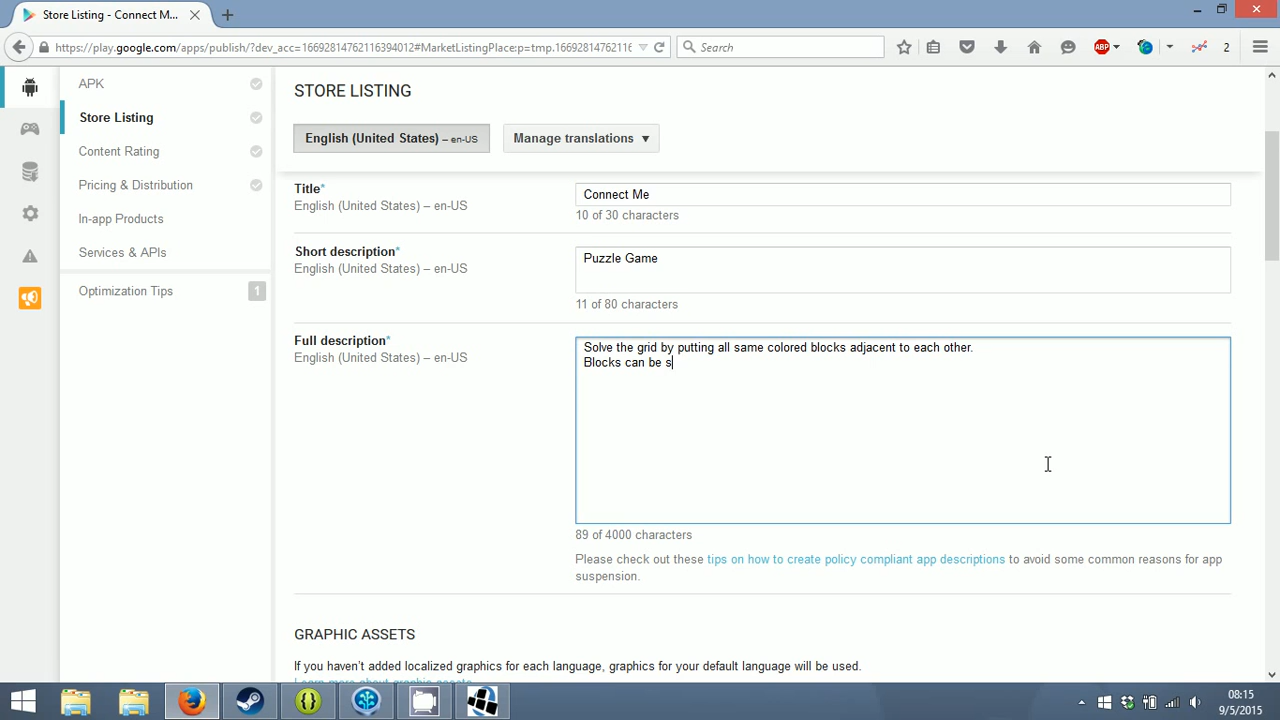 Store Listing - Connect M...
https://play.google.com/apps/publish/?dev_acc=16692814762116394012#MarketListingPlace:p=tmp.1669281476211
Search
ABP
2
APK
Store Listing
Content Rating
Pricing & Distribution
In-app Products
Services & APIs
Optimization Tips
1
STORE LISTING
English (United States) – en-US
Manage translations
Title*
English (United States) – en-US
Connect Me
10 of 30 characters
Short description*
English (United States) – en-US
Puzzle Game
11 of 80 characters
Full description*
English (United States) – en-US
Solve the grid by putting all same colored blocks adjacent to each other.
Blocks can be s
89 of 4000 characters
Please check out these tips on how to create policy compliant app descriptions to avoid some common reasons for app
suspension.
GRAPHIC ASSETS
If you haven't added localized graphics for each language, graphics for your default language will be used.
Learn more about graphic assets
08:15
9/5/2015